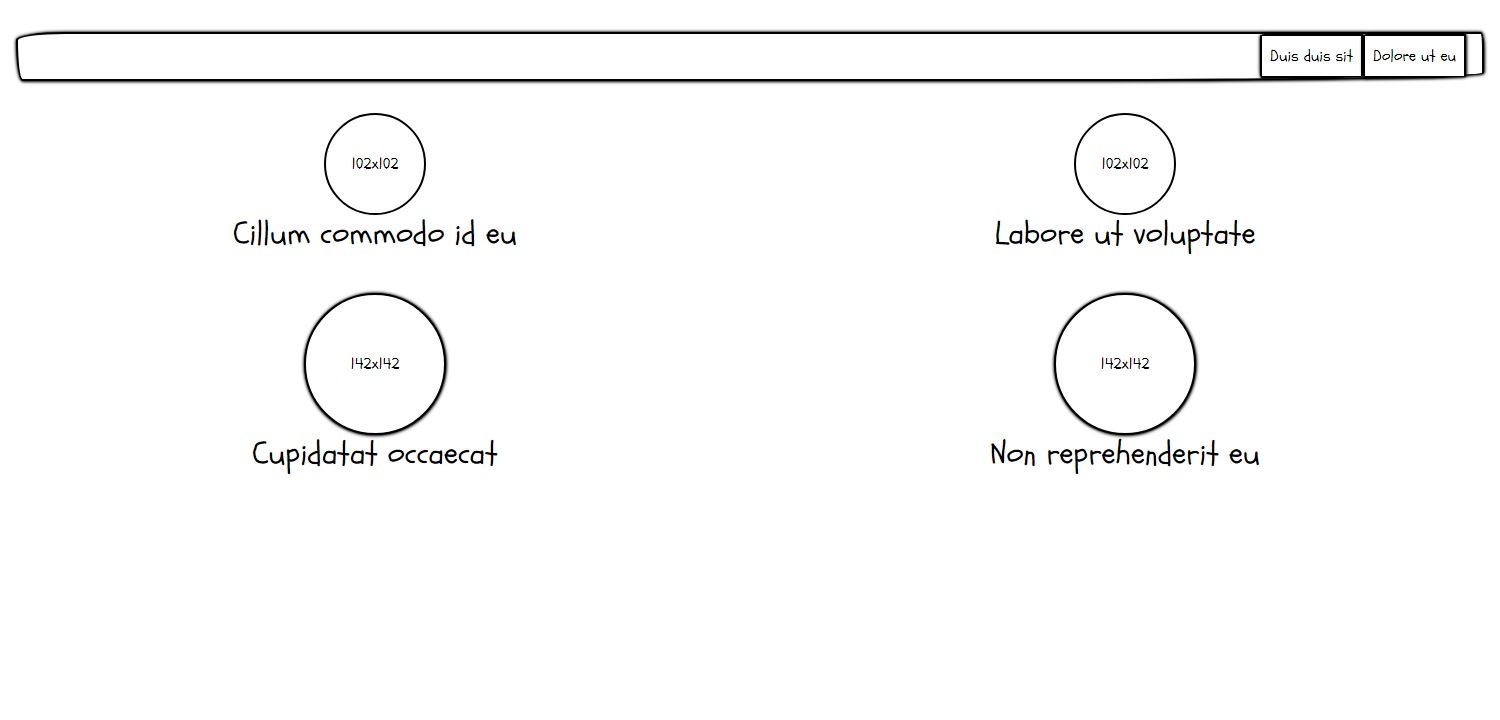 Duis duis sit
Dolore ut eu
102x102
102x102
Cillum commodo id eu
Labore ut voluptate
142x142
142x142
Cupidatat occaecat
Non reprehenderit eu